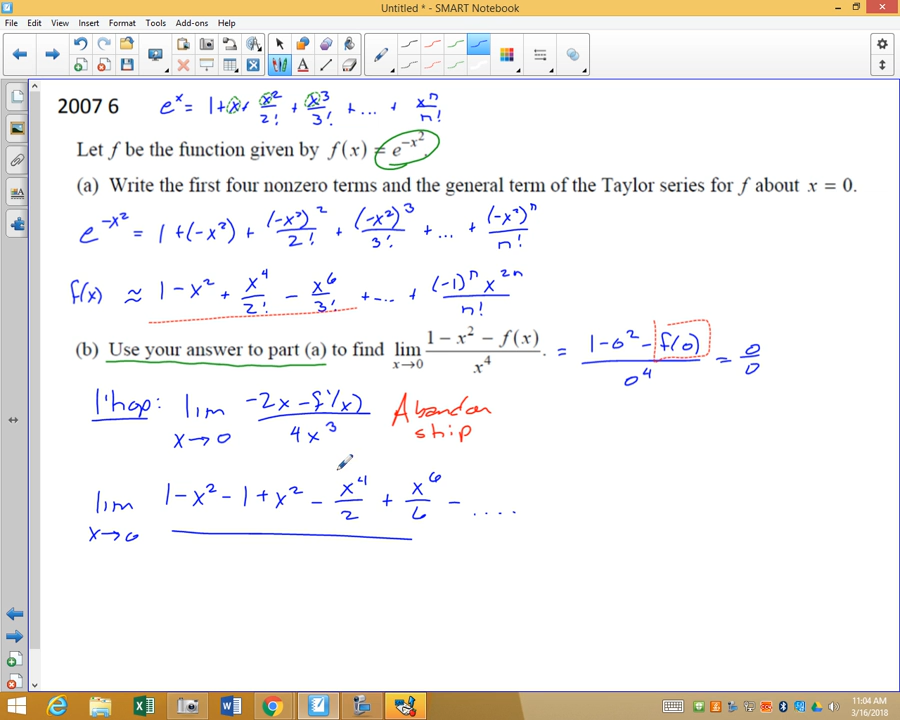 Untitled * - SMART Notebook
File Edit View Insert Format Tools Add-ons Help
2007 6 eˣ = 1 + x + x²/2! + x³/3! + ... + xⁿ/n!
Let f be the function given by f(x) = e^(-x²)
(a) Write the first four nonzero terms and the general term of the Taylor series for f about x = 0.
e^(-x²) = 1 + (-x²) + (-x²)²/2! + (-x²)³/3! + ... + (-x²)ⁿ/n!
f(x) ≈ 1 - x² + x⁴/2! - x⁶/3! + ... + (-1)ⁿ x²ⁿ/n!
(b) Use your answer to part (a) to find lim x→0 (1 - x² - f(x))/x⁴. = (1 - 0² - f(0))/0⁴ = 0/0
l'hop: lim x→0 (-2x - f'(x))/4x³ Abandon
ship
lim x→0 1 - x² - 1 + x² - x⁴/2 + x⁶/6 - ....
11:04 AM
3/16/2018